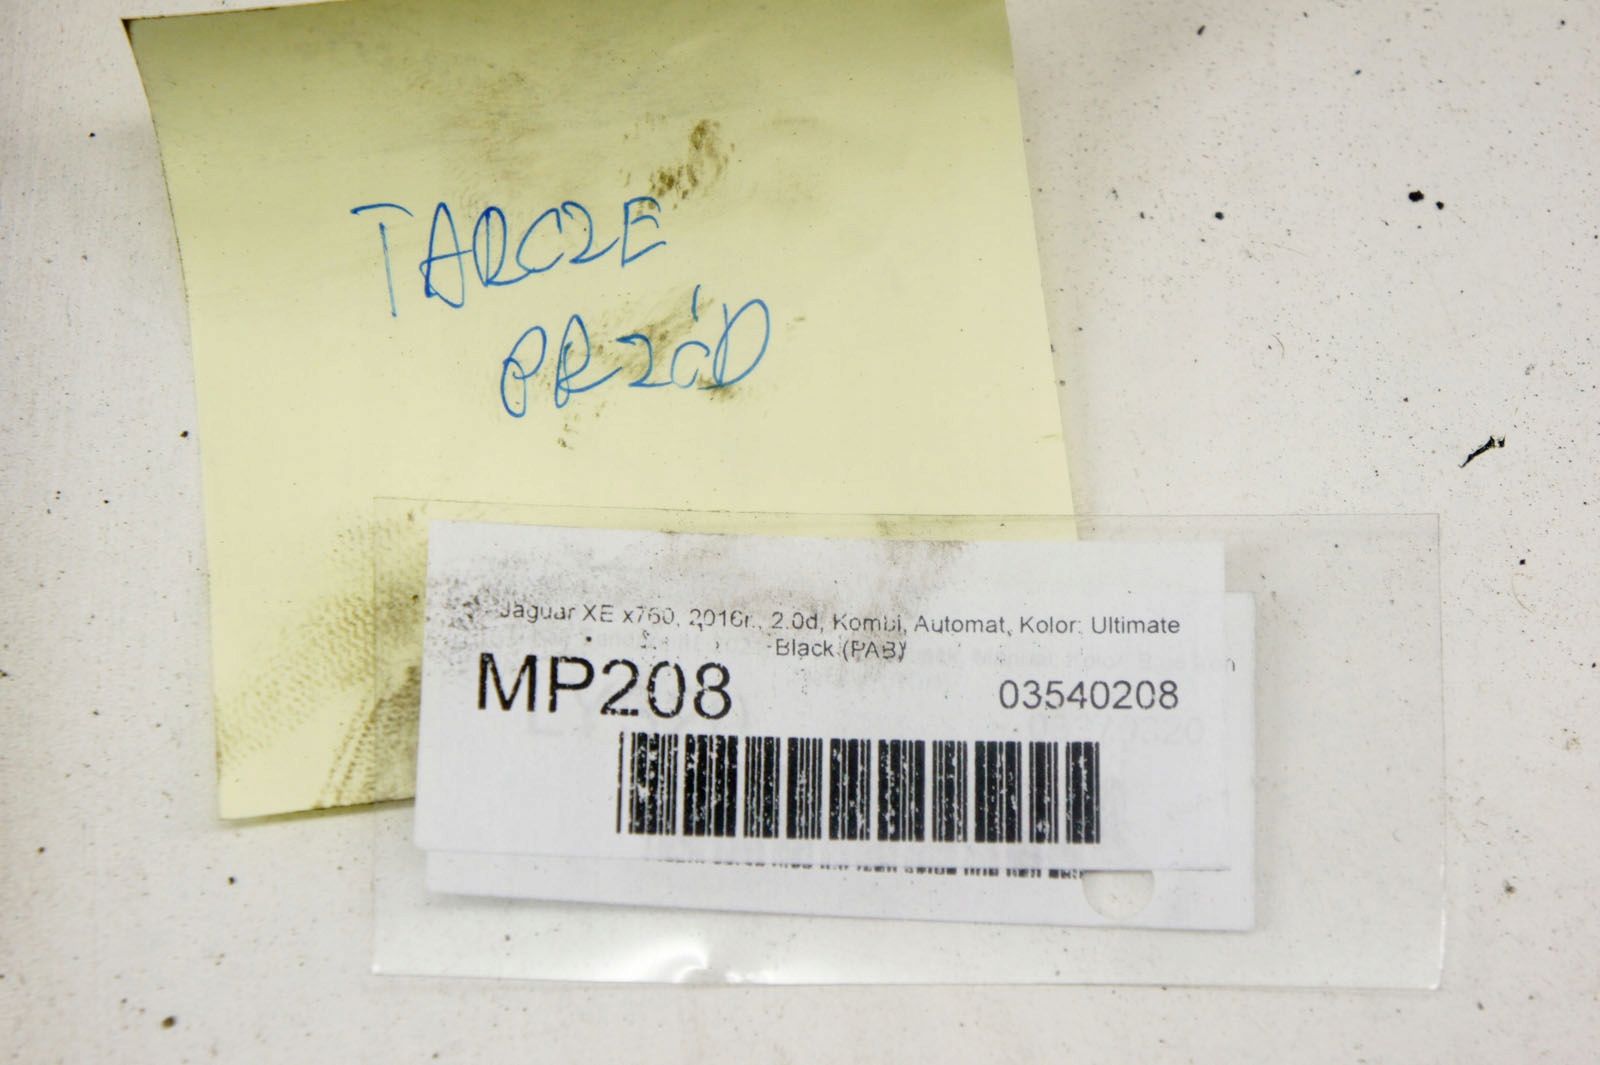 TARCZE
PRZÓD
Jaguar XE x760, 2016r., 2.0d, Kombi, Automat, Kolor: Ultimate
Black (PAB)
MP208
03540208